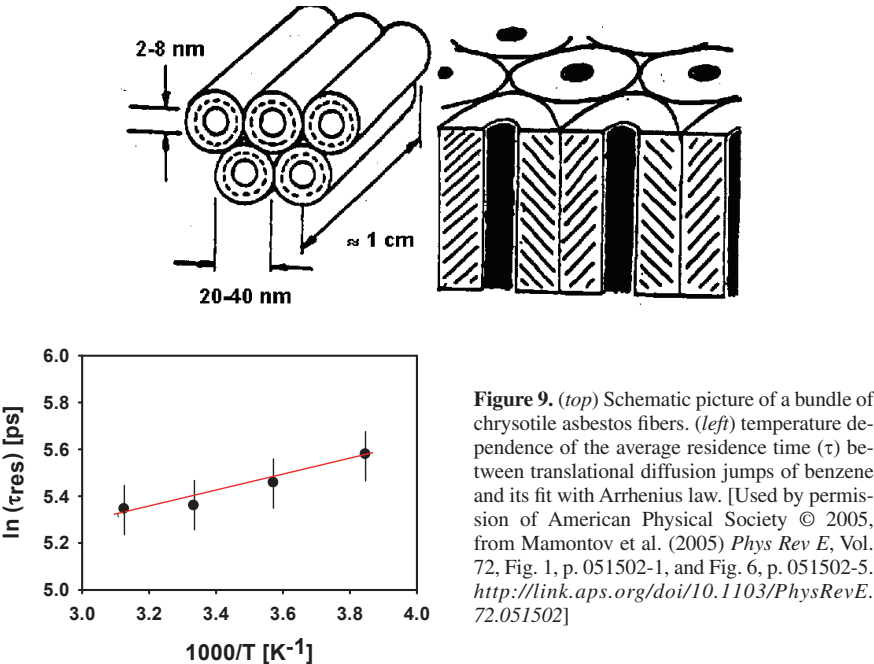 2-8 nm
≈ 1 cm
20-40 nm
6.0
5.8
5.6
5.4
5.2
5.0
3.0 3.2 3.4 3.6 3.8 4.0
ln (τres) [ps]
1000/T [K-1]
Figure 9. (top) Schematic picture of a bundle of
chrysotile asbestos fibers. (left) temperature de-
pendence of the average residence time (τ) be-
tween translational diffusion jumps of benzene
and its fit with Arrhenius law. [Used by permis-
sion of American Physical Society © 2005,
from Mamontov et al. (2005) Phys Rev E, Vol.
72, Fig. 1, p. 051502-1, and Fig. 6, p. 051502-5.
http://link.aps.org/doi/10.1103/PhysRevE.
72.051502]